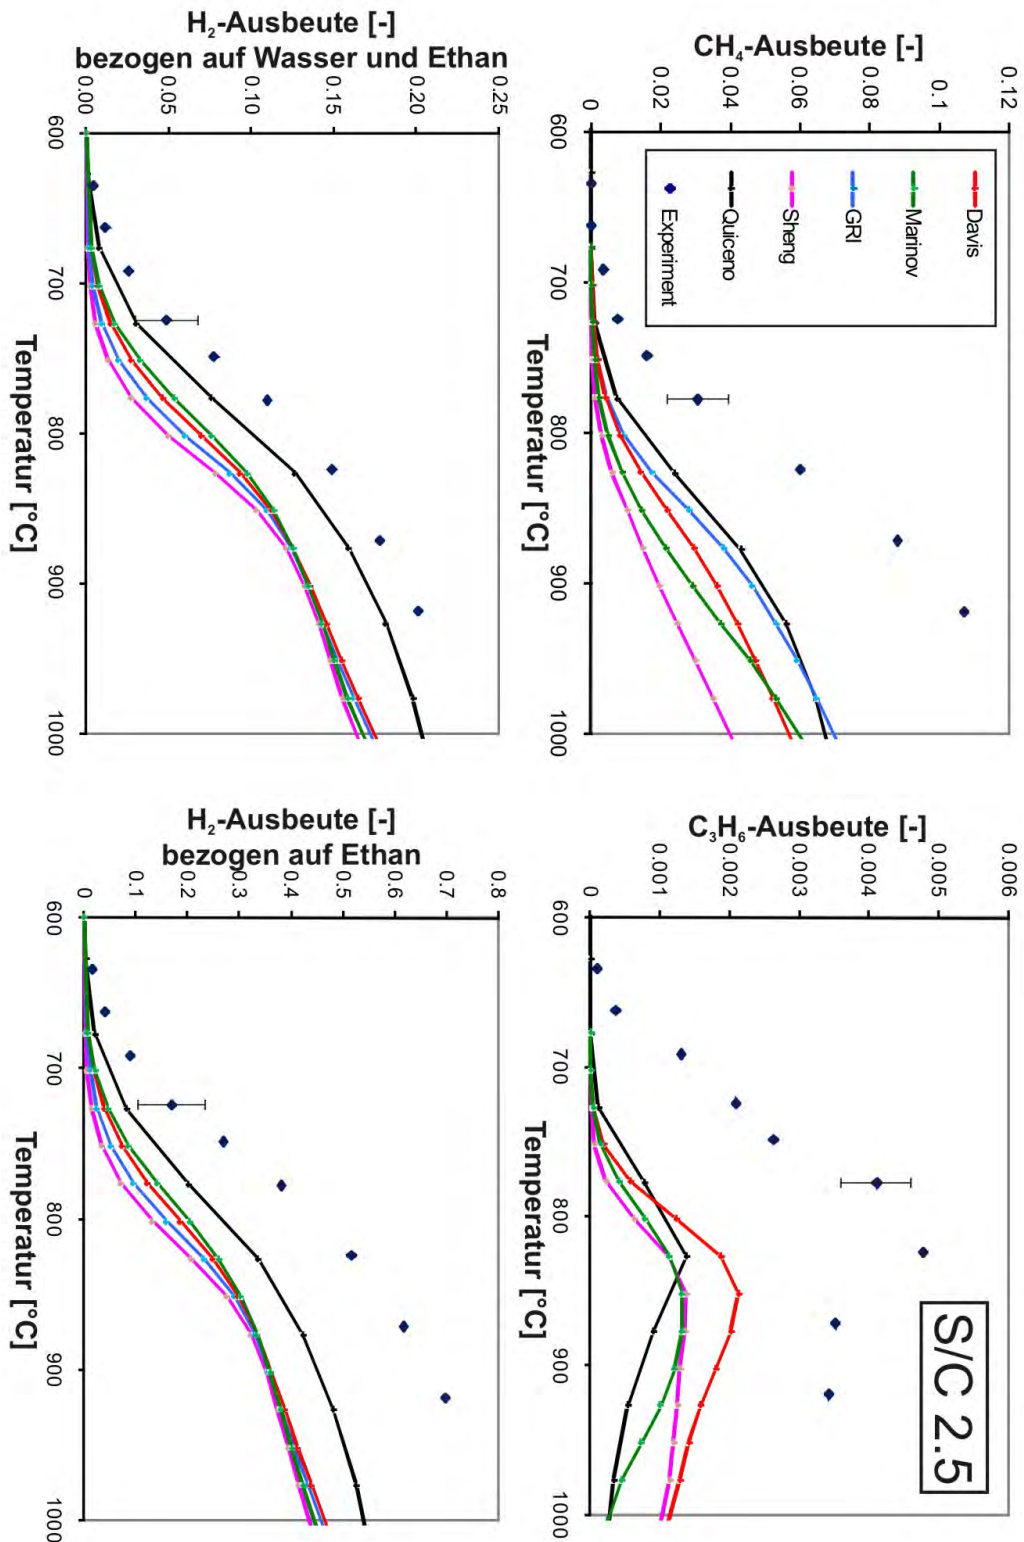 CH₄-Ausbeute [-]
0.12
0.1
0.08
0.06
0.04
0.02
0
600
700
800
900
1000
Temperatur [°C]
Davis
Marinov
GRI
Sheng
Quiceno
Experiment
C₃H₆-Ausbeute [-]
0.006
0.005
0.004
0.003
0.002
0.001
0
600
700
800
900
1000
Temperatur [°C]
S/C 2.5
H₂-Ausbeute [-]
bezogen auf Wasser und Ethan
0.25
0.20
0.15
0.10
0.05
0.00
600
700
800
900
1000
Temperatur [°C]
H₂-Ausbeute [-]
bezogen auf Ethan
0.8
0.7
0.6
0.5
0.4
0.3
0.2
0.1
0
600
700
800
900
1000
Temperatur [°C]